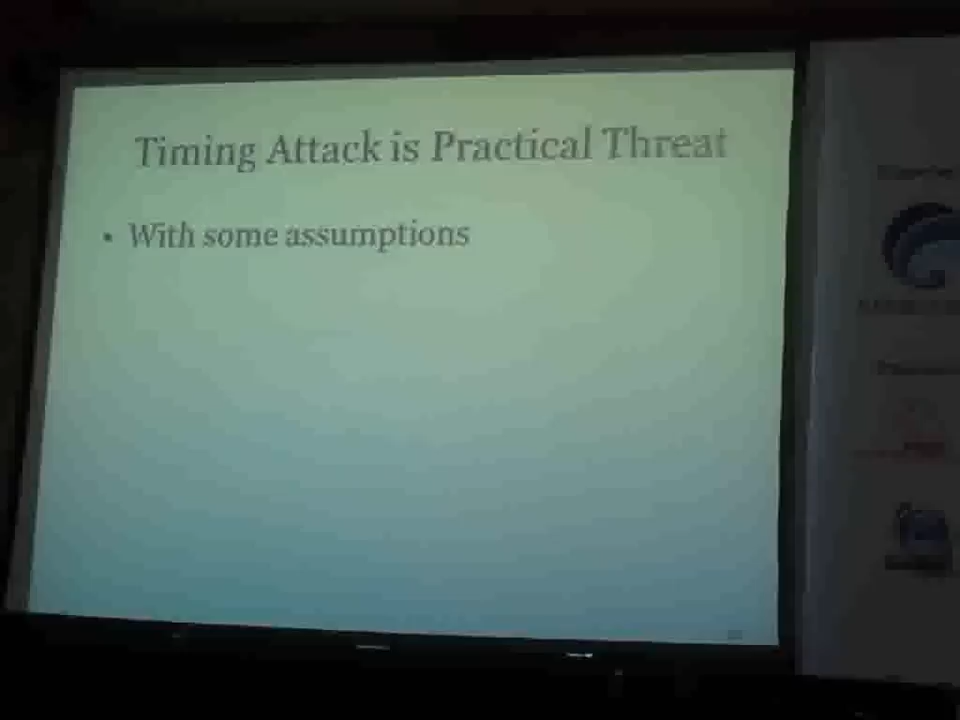 Timing Attack is Practical Threat
• With some assumptions